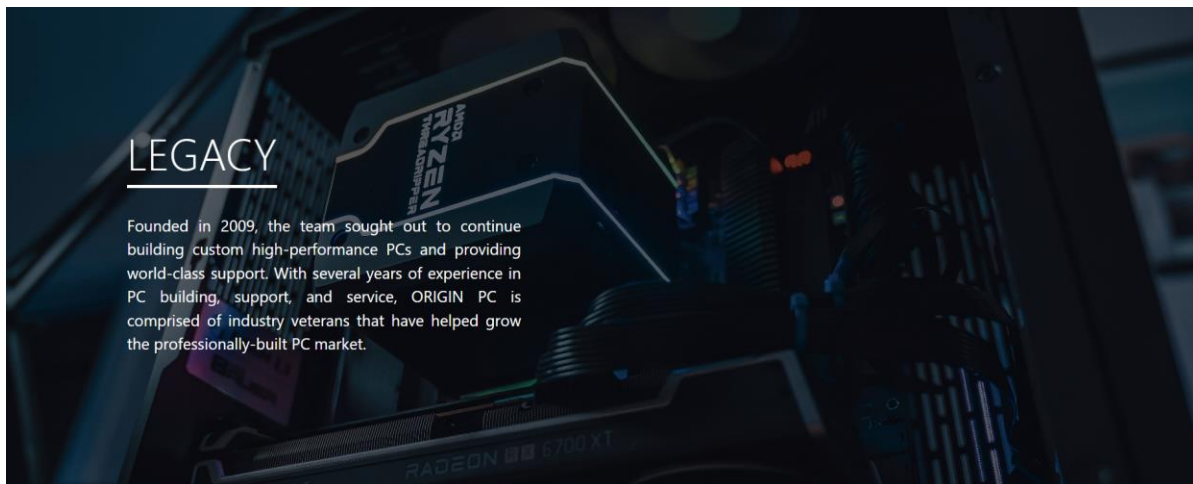 LEGACY
Founded in 2009, the team sought out to continue
building custom high-performance PCs and providing
world-class support. With several years of experience in
PC building, support, and service, ORIGIN PC is
comprised of industry veterans that have helped grow
the professionally-built PC market.
AMD
RYZEN
THREADRIPPER
RADEON RX 6700 XT